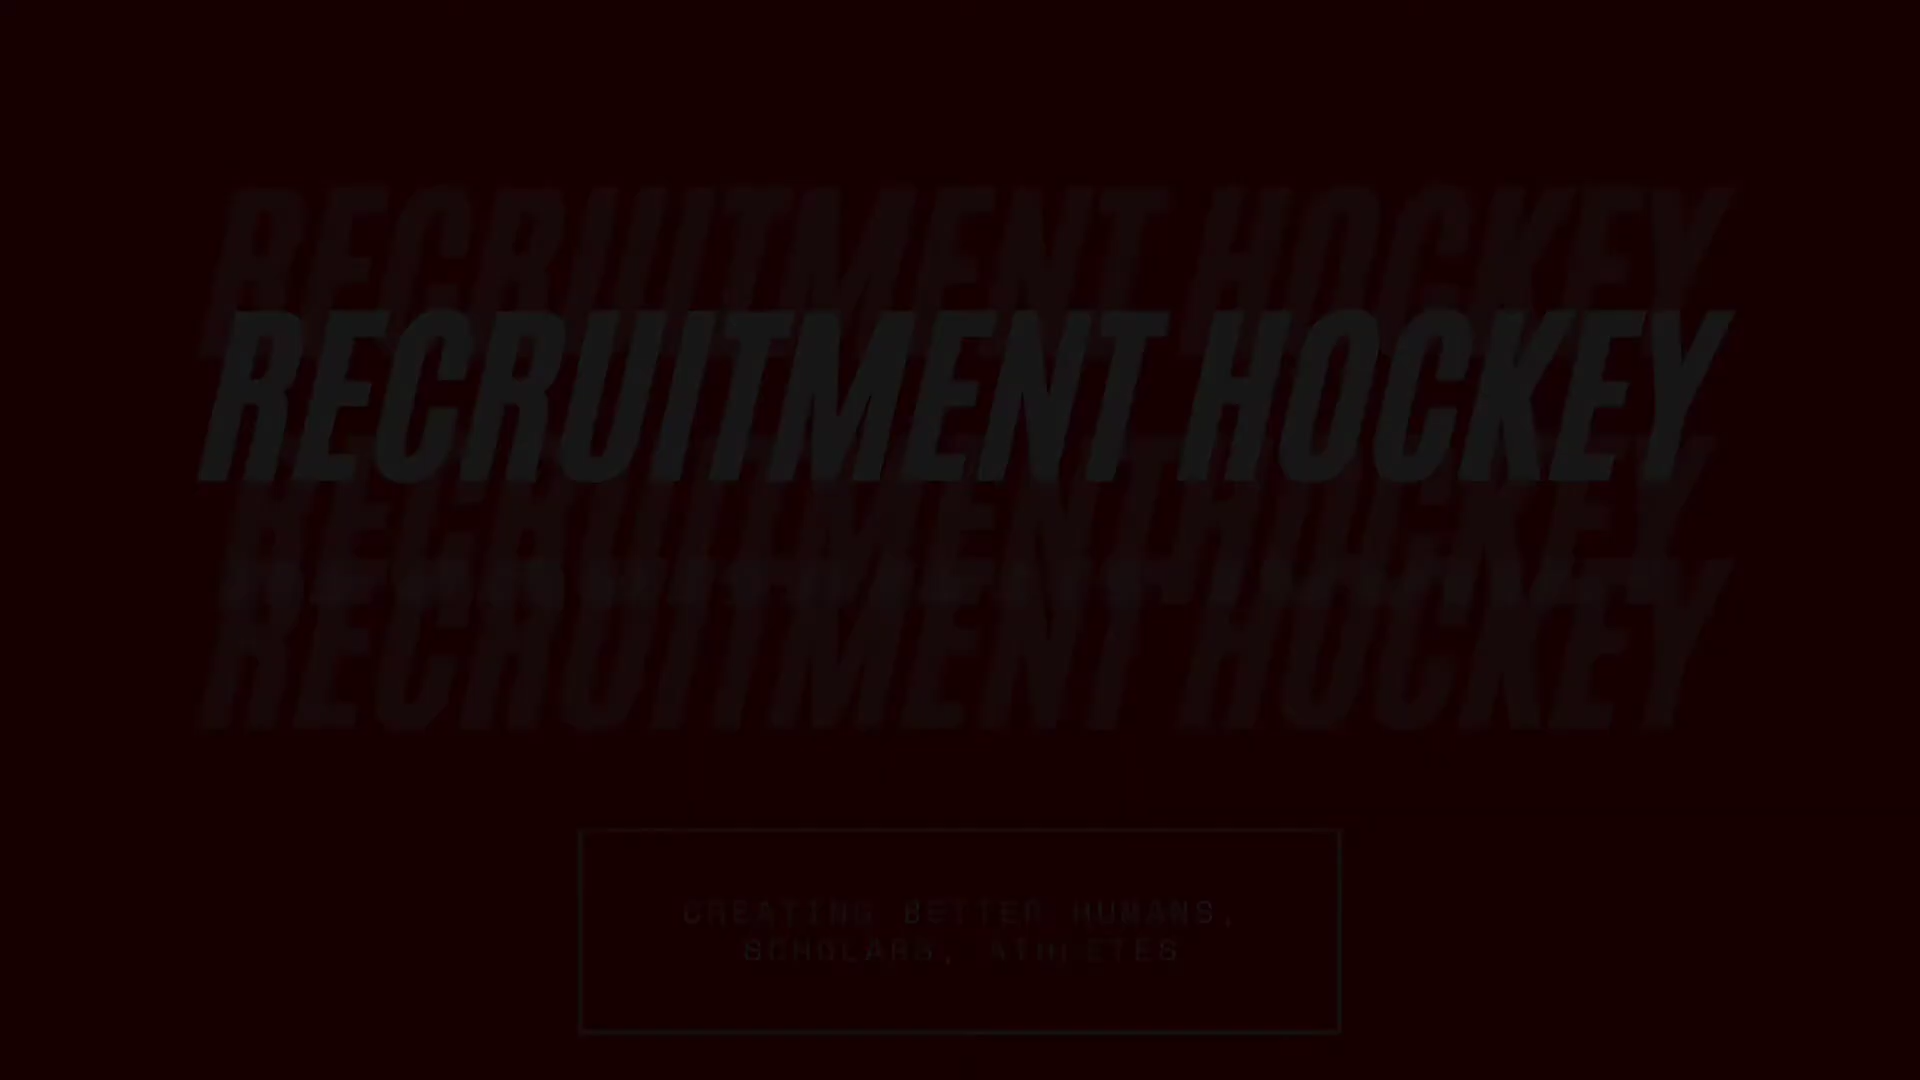 RECRUITMENT HOCKEY
RECRUITMENT HOCKEY
RECRUITMENT HOCKEY
RECRUITMENT HOCKEY
CREATING BETTER HUMANS,
SCHOLARS, ATHLETES